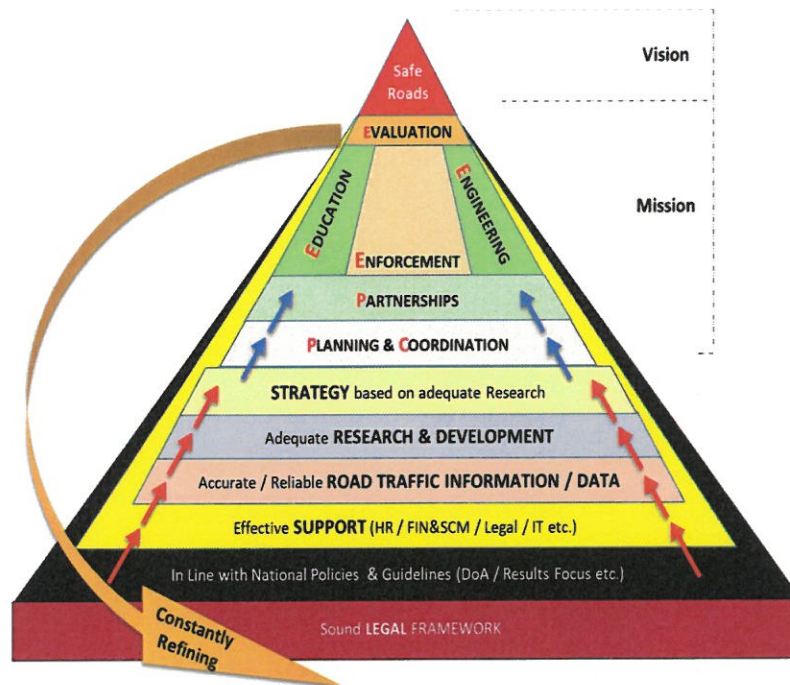 Safe
Roads
Vision
EVALUATION
EDUCATION
ENFORCEMENT
ENGINEERING
Mission
PARTNERSHIPS
PLANNING & COORDINATION
STRATEGY based on adequate Research
Adequate RESEARCH & DEVELOPMENT
Accurate / Reliable ROAD TRAFFIC INFORMATION / DATA
Effective SUPPORT (HR / FIN&SCM / Legal / IT etc.)
In Line with National Policies & Guidelines (DoA / Results Focus etc.)
Sound LEGAL FRAMEWORK
Constantly
Refining